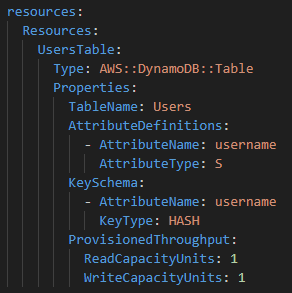 resources:
  Resources:
    UsersTable:
      Type: AWS::DynamoDB::Table
      Properties:
        TableName: Users
        AttributeDefinitions:
          - AttributeName: username
            AttributeType: S
        KeySchema:
          - AttributeName: username
            KeyType: HASH
        ProvisionedThroughput:
          ReadCapacityUnits: 1
          WriteCapacityUnits: 1